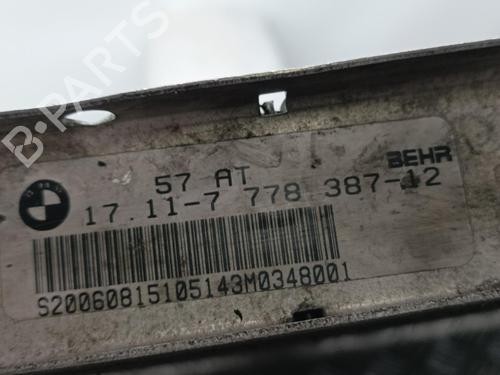 57 AT
BEHR
17.11-7 778 387-12
S20060815105143M0348001
B-PARTS